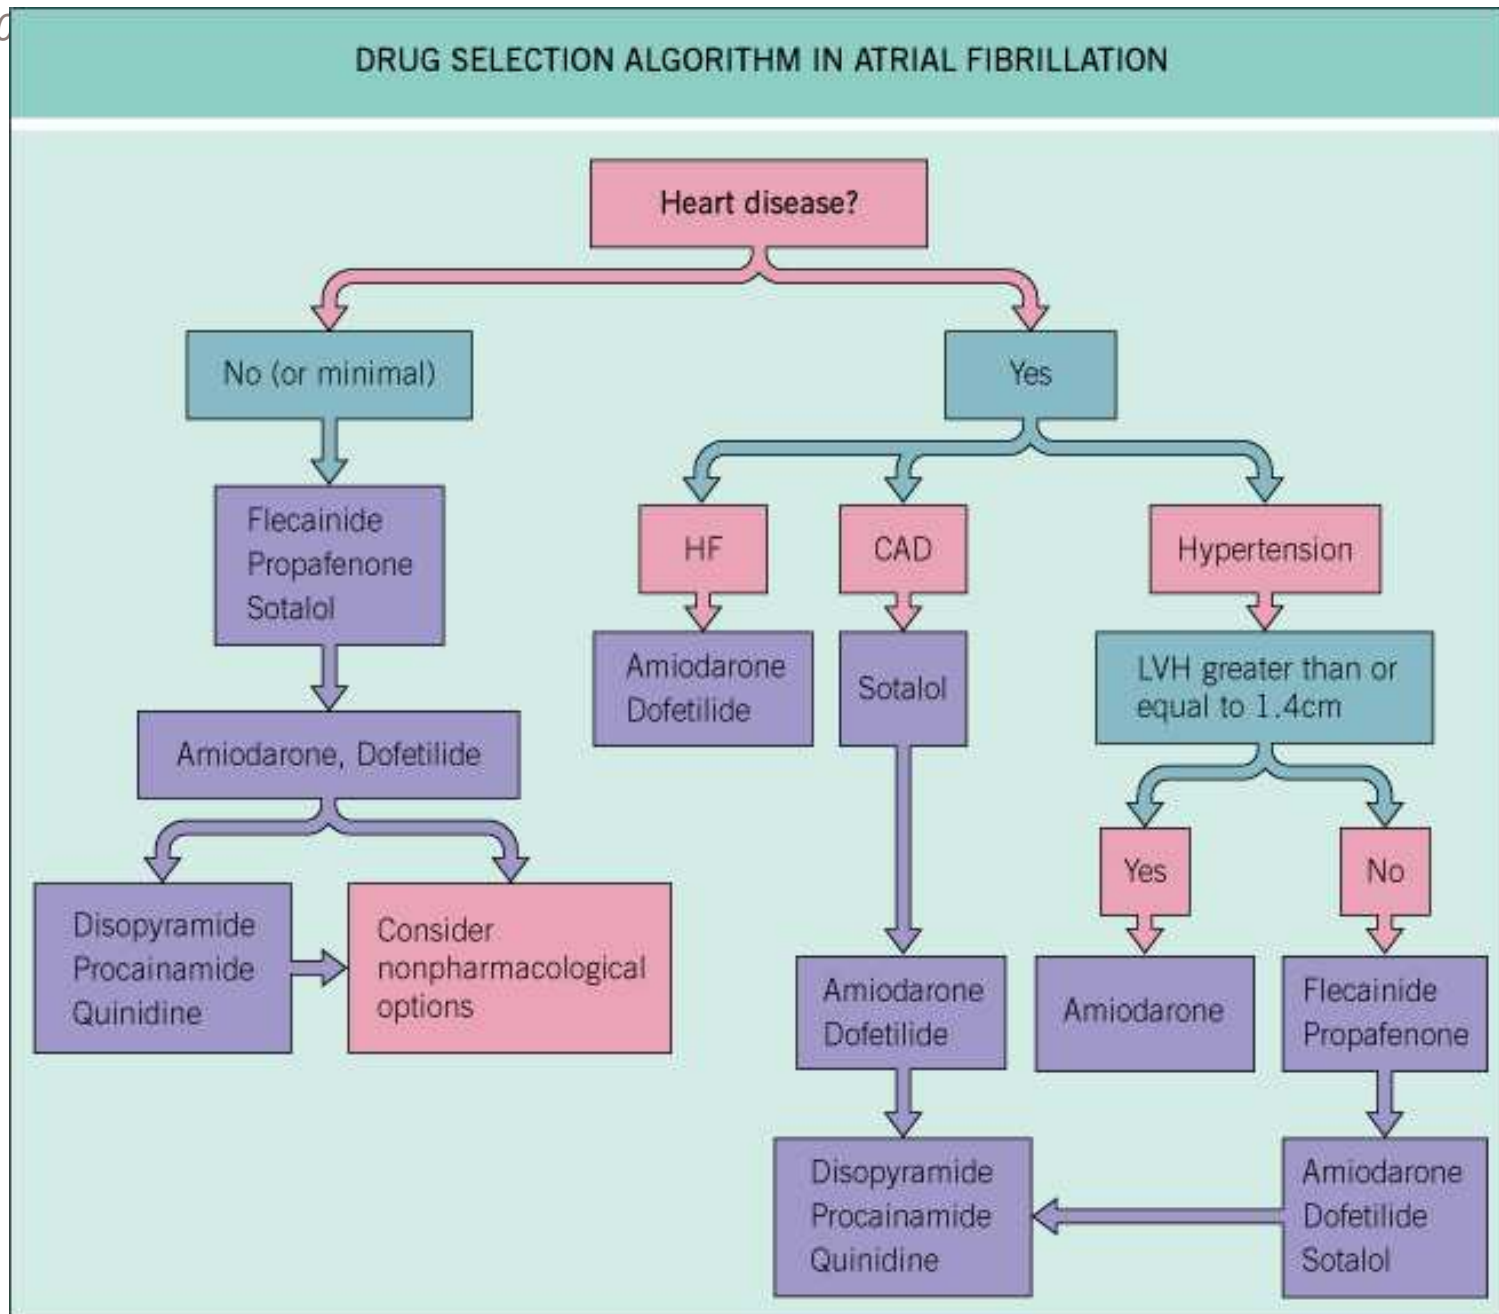 DRUG SELECTION ALGORITHM IN ATRIAL FIBRILLATION
Heart disease?
No (or minimal)
Yes
Flecainide
Propafenone
Sotalol
HF
CAD
Hypertension
Amiodarone
Dofetilide
Sotalol
LVH greater than or
equal to 1.4cm
Amiodarone, Dofetilide
Yes
No
Disopyramide
Procainamide
Quinidine
Consider
nonpharmacological
options
Amiodarone
Dofetilide
Amiodarone
Flecainide
Propafenone
Disopyramide
Procainamide
Quinidine
Amiodarone
Dofetilide
Sotalol